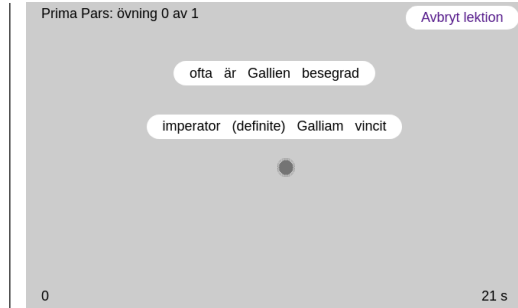 Prima Pars: övning 0 av 1
Avbryt lektion
ofta är Gallien besegrad
imperator (definite) Galliam vincit
0
21 s